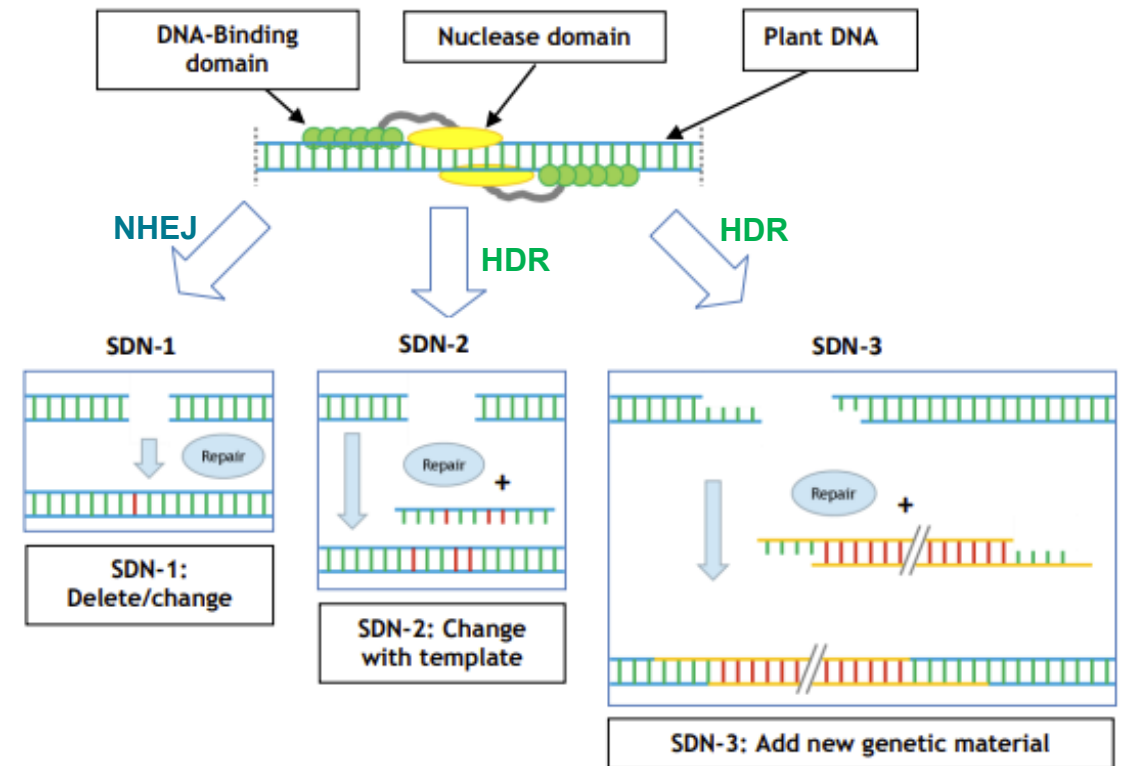 DNA-Binding
domain
Nuclease domain
Plant DNA
NHEJ
HDR
HDR
SDN-1
SDN-2
SDN-3
Repair
Repair
+
Repair
+
SDN-1:
Delete/change
SDN-2: Change
with template
SDN-3: Add new genetic material